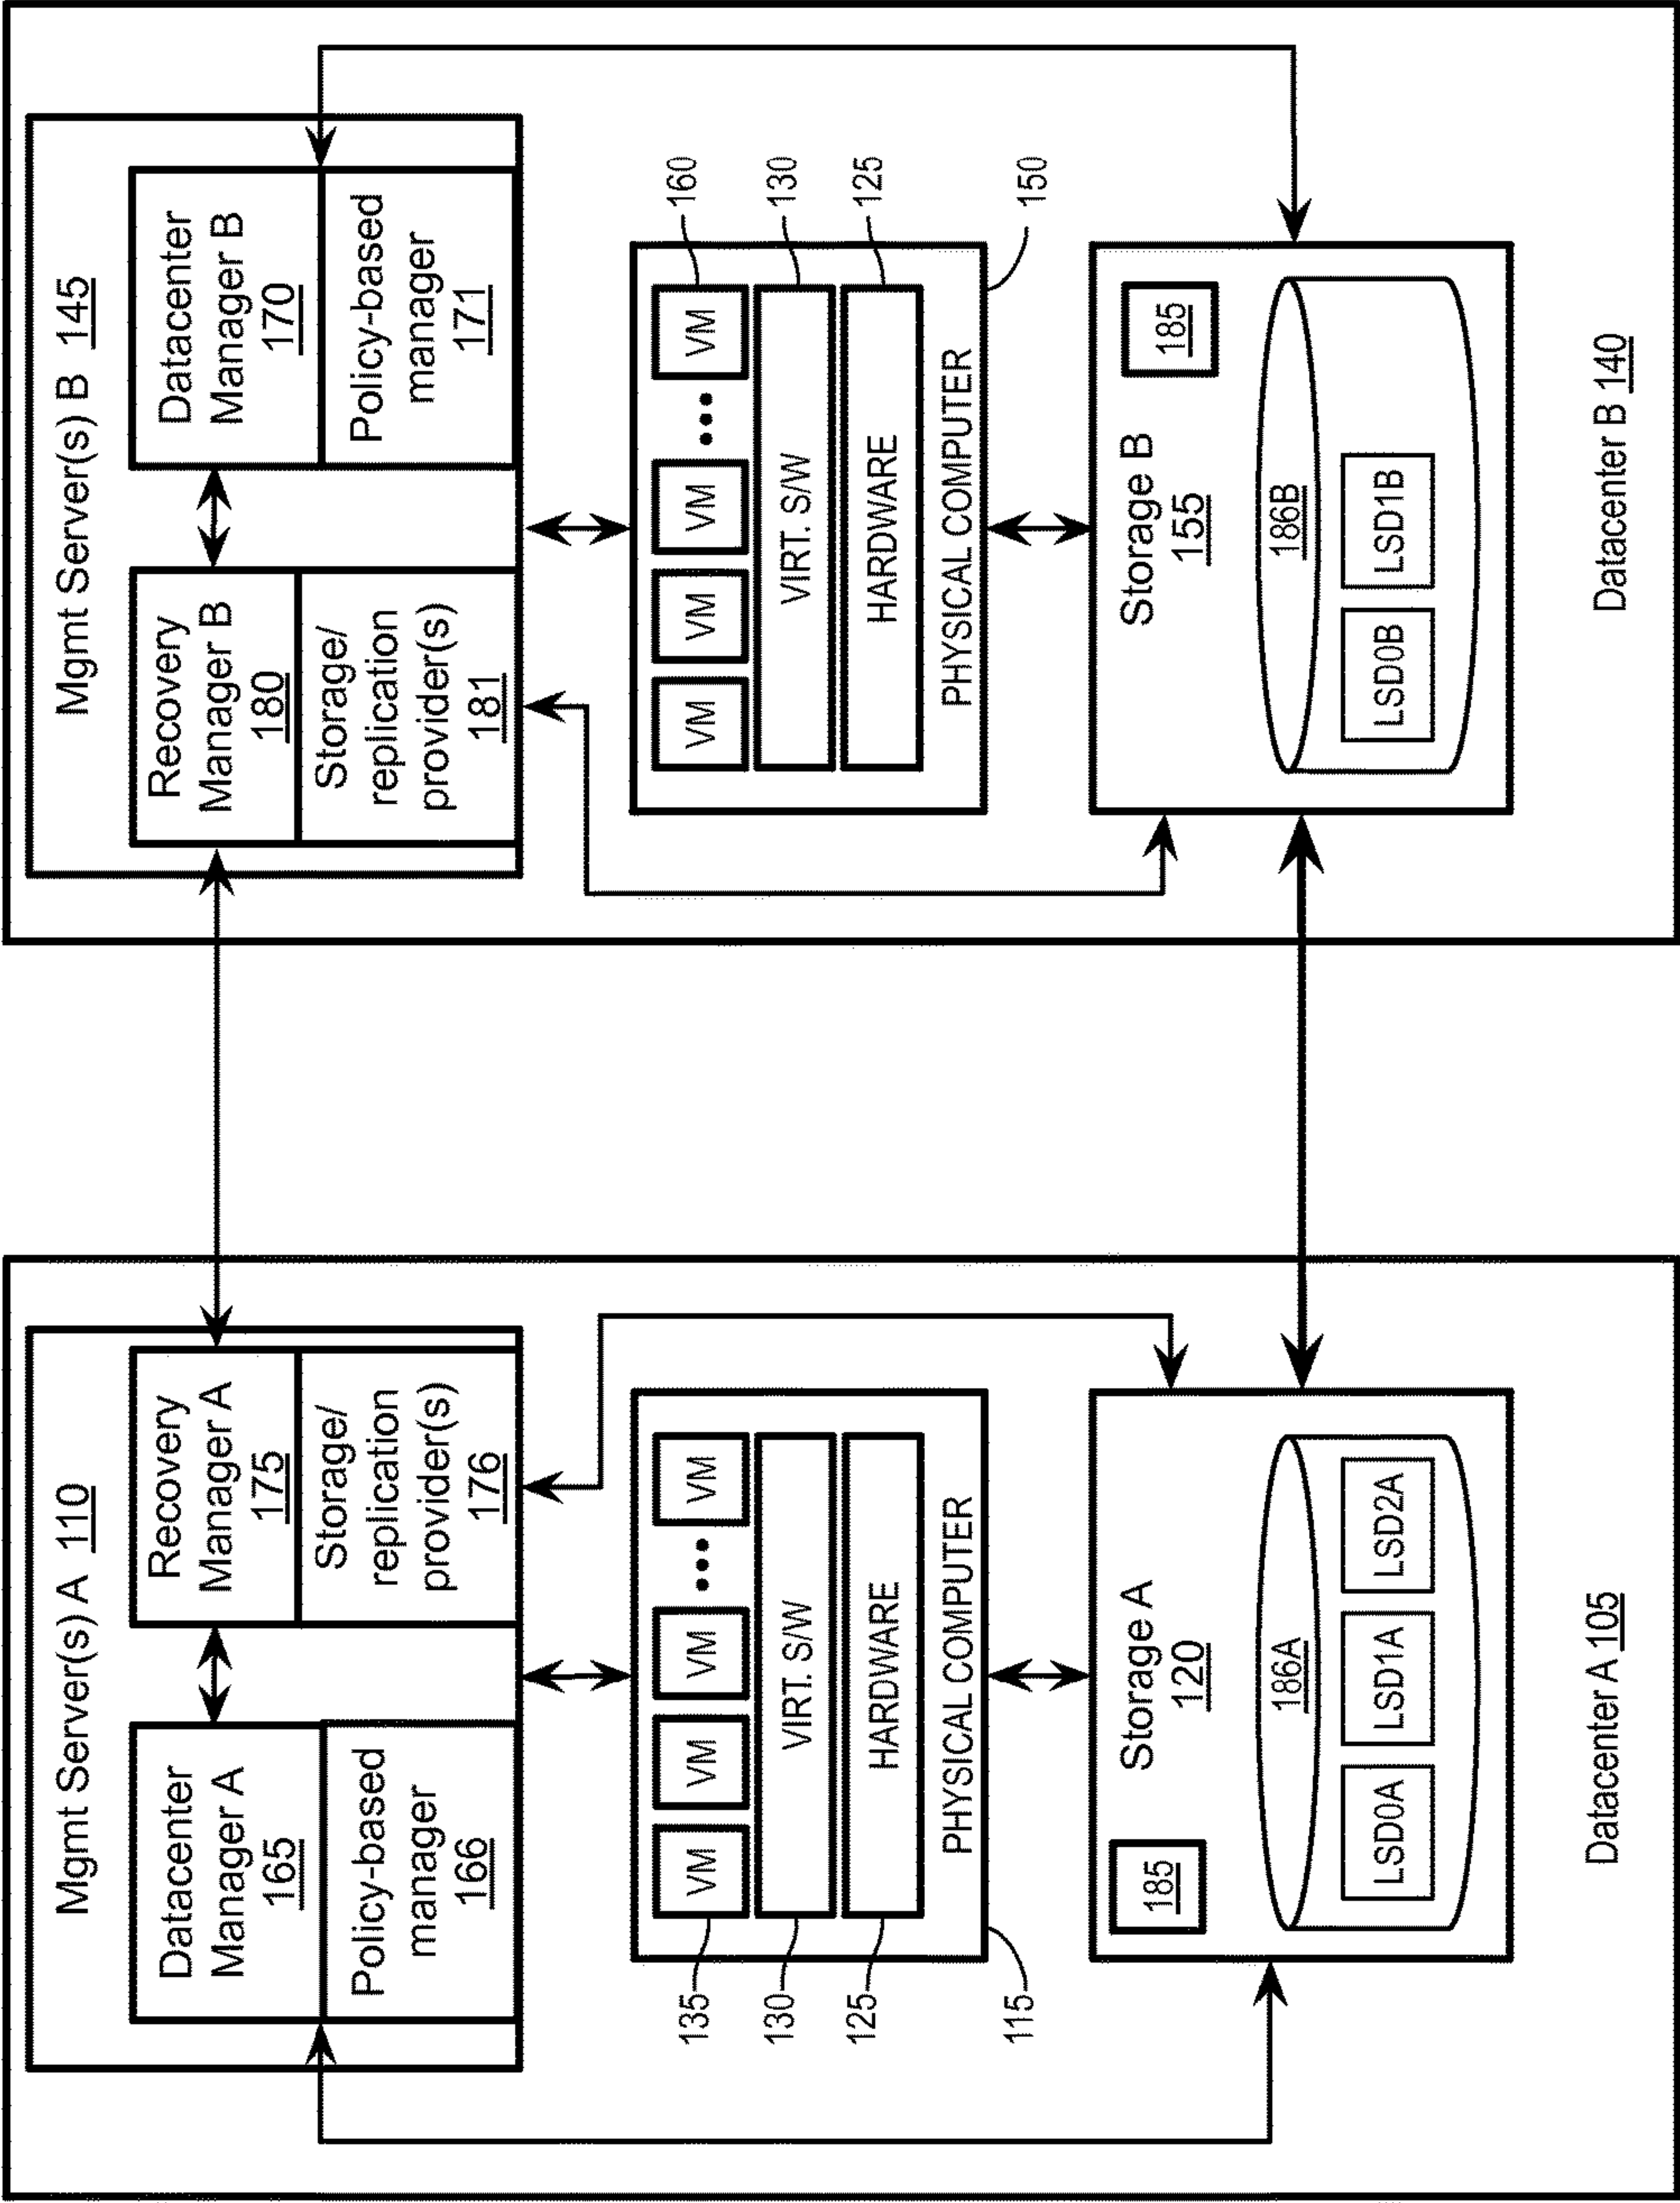 Mgmt Server(s) A 110
Datacenter
Manager A
165
Policy-based
manager
166
Recovery
Manager A
175
Storage/
replication
provider(s)
176
135
VM
VM
VM
•••
VM
130
VIRT. S/W
125
HARDWARE
PHYSICAL COMPUTER
115
185
Storage A
120
186A
LSD0A
LSD1A
LSD2A
Datacenter A 105
Mgmt Server(s) B 145
Recovery
Manager B
180
Storage/
replication
provider(s)
181
Datacenter
Manager B
170
Policy-based
manager
171
VM
VM
VM
•••
VM
160
VIRT. S/W
130
HARDWARE
125
PHYSICAL COMPUTER
150
Storage B
155
185
186B
LSD0B
LSD1B
Datacenter B 140